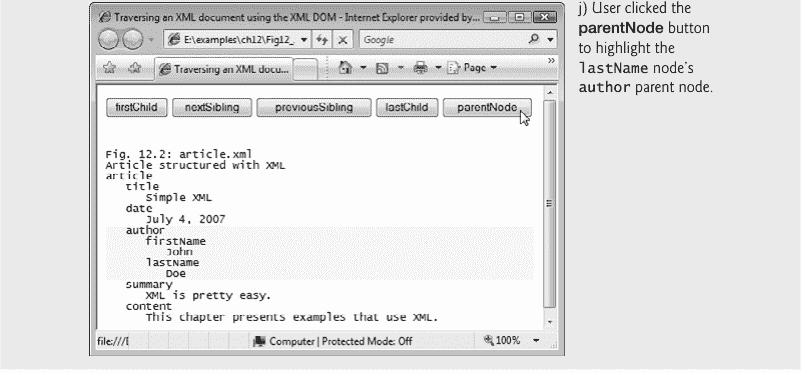 Traversing an XML document using the XML DOM - Internet Explorer provided by...
E:\examples\ch12\Fig12_
Google
Traversing an XML docu...
Page
firstChild nextSibling previousSibling lastChild parentNode
Fig. 12.2: article.xml
Article structured with XML
article
title
Simple XML
date
July 4, 2007
author
firstName
John
lastName
Doe
summary
XML is pretty easy.
content
This chapter presents examples that use XML.
Computer | Protected Mode: Off
100%
j) User clicked the
parentNode button
to highlight the
lastName node's
author parent node.